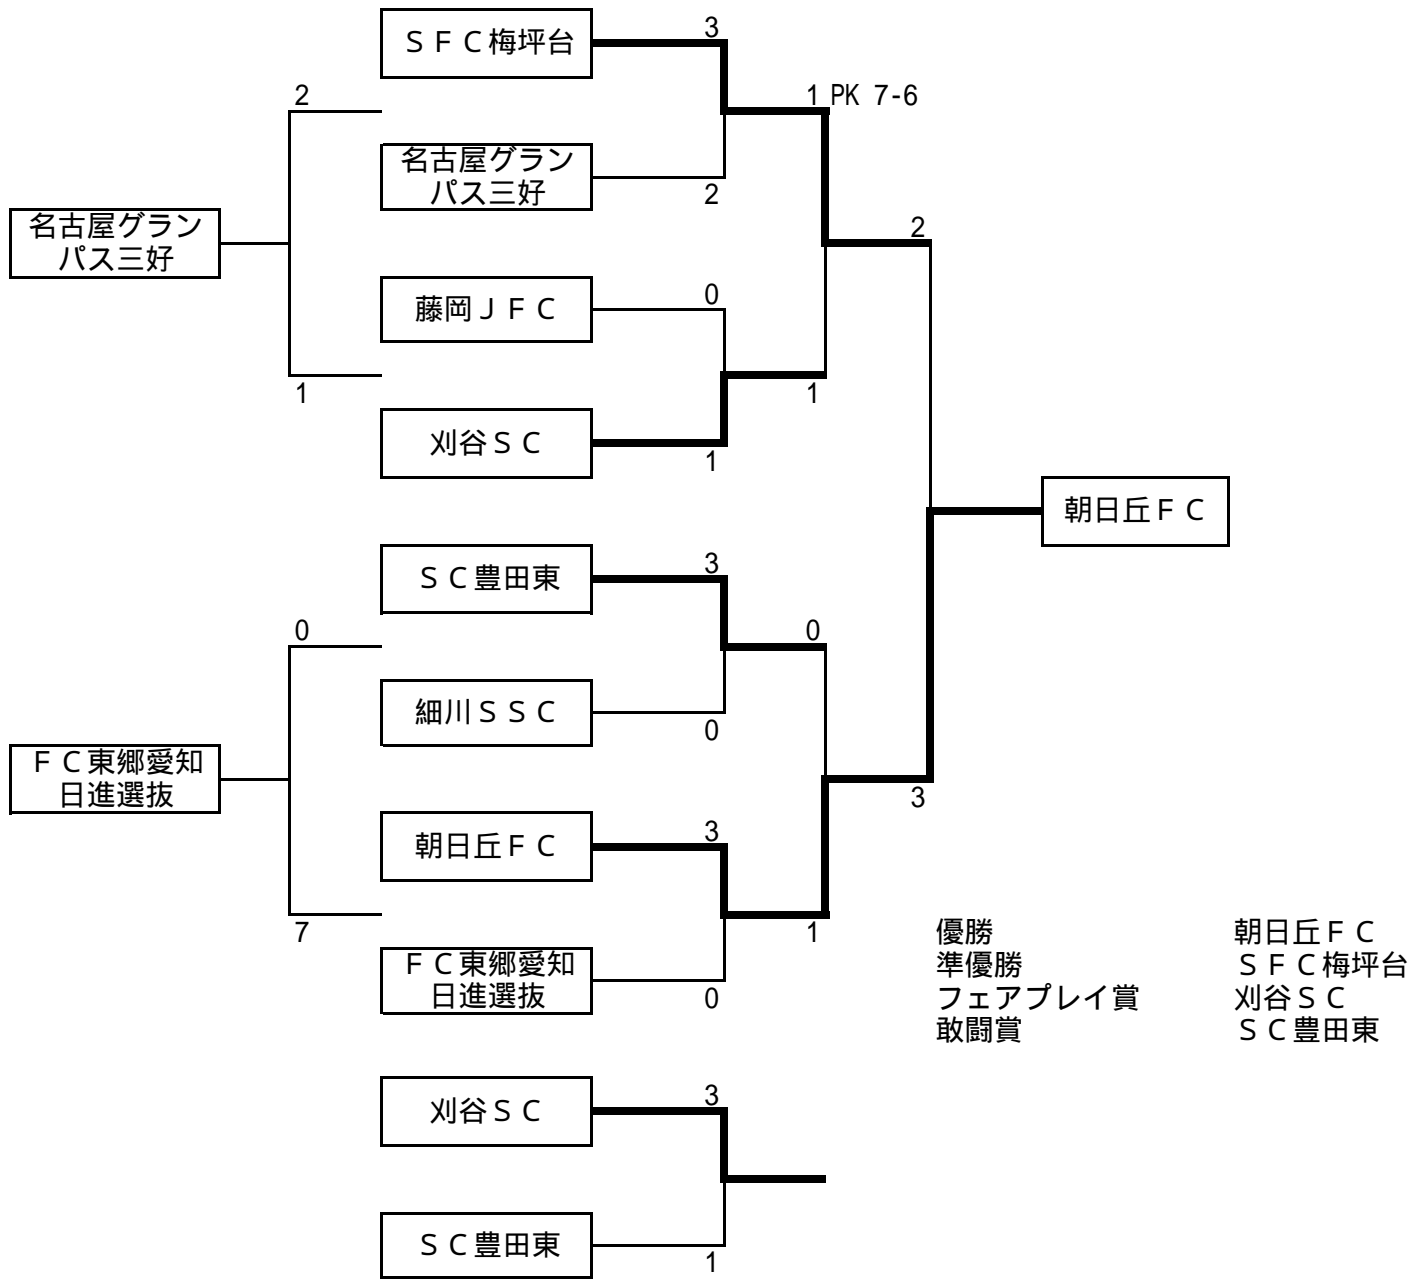 ＳＦＣ梅坪台
3
2
1 PK 7-6
名古屋グラン
パス三好
2
名古屋グラン
パス三好
2
藤岡ＪＦＣ
0
1
1
刈谷ＳＣ
1
朝日丘ＦＣ
ＳＣ豊田東
3
0
0
細川ＳＳＣ
0
ＦＣ東郷愛知
日進選抜
3
朝日丘ＦＣ
3
7
1
ＦＣ東郷愛知
日進選抜
0
優勝 朝日丘ＦＣ
準優勝 ＳＦＣ梅坪台
フェアプレイ賞 刈谷ＳＣ
敢闘賞 ＳＣ豊田東
刈谷ＳＣ
3
ＳＣ豊田東
1